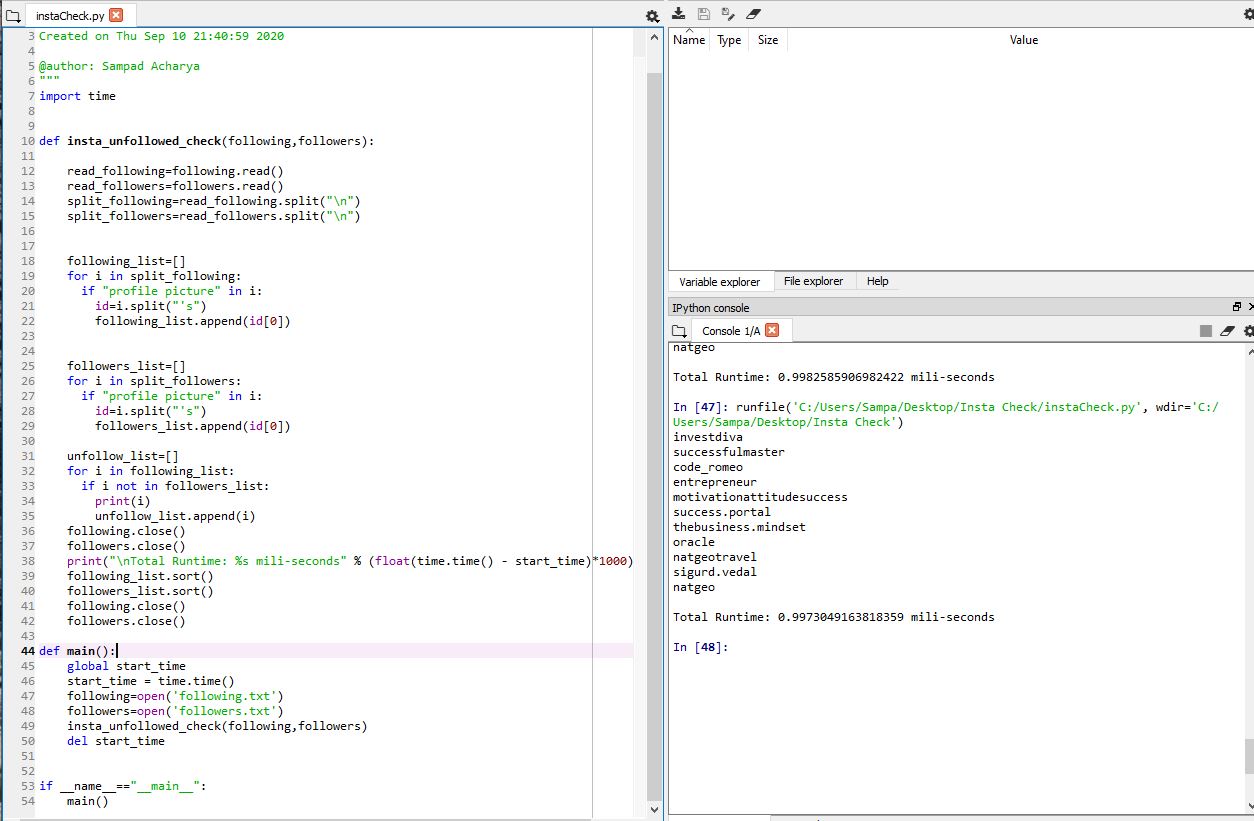 instaCheck.py
3 Created on Thu Sep 10 21:40:59 2020
4
5 @author: Sampad Acharya
6 """
7 import time
8
9
10 def insta_unfollowed_check(following,followers):
11
12     read_following=following.read()
13     read_followers=followers.read()
14     split_following=read_following.split("\n")
15     split_followers=read_followers.split("\n")
16
17
18     following_list=[]
19     for i in split_following:
20       if "profile picture" in i:
21         id=i.split("'s")
22         following_list.append(id[0])
23
24
25     followers_list=[]
26     for i in split_followers:
27       if "profile picture" in i:
28         id=i.split("'s")
29         followers_list.append(id[0])
30
31     unfollow_list=[]
32     for i in following_list:
33       if i not in followers_list:
34         print(i)
35         unfollow_list.append(i)
36     following.close()
37     followers.close()
38     print("\nTotal Runtime: %s mili-seconds" % (float(time.time() - start_time)*1000)
39     following_list.sort()
40     followers_list.sort()
41     following.close()
42     followers.close()
43
44 def main():
45     global start_time
46     start_time = time.time()
47     following=open('following.txt')
48     followers=open('followers.txt')
49     insta_unfollowed_check(following,followers)
50     del start_time
51
52
53 if __name__=="__main__":
54     main()
Name Type Size Value
Variable explorer File explorer Help
IPython console
Console 1/A
natgeo
Total Runtime: 0.9982585906982422 mili-seconds
In [47]: runfile('C:/Users/Sampa/Desktop/Insta Check/instaCheck.py', wdir='C:/
Users/Sampa/Desktop/Insta Check')
investdiva
successfulmaster
code_romeo
entrepreneur
motivationattitudesuccess
success.portal
thebusiness.mindset
oracle
natgeotravel
sigurd.vedal
natgeo
Total Runtime: 0.9973049163818359 mili-seconds
In [48]: